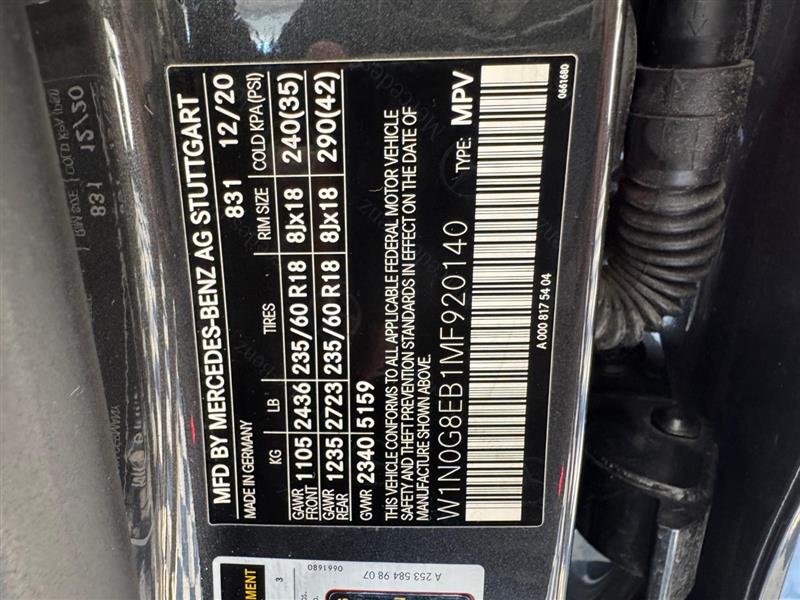 MFD BY MERCEDES-BENZ AG STUTTGART
MADE IN GERMANY 831 12/20
KG LB TIRES RIM SIZE COLD KPA (PSI)
GAWR FRONT 1105 2436 235/60 R18 8Jx18 240(35)
GAWR REAR 1235 2723 235/60 R18 8Jx18 290(42)
GVWR 2340 5159
THIS VEHICLE CONFORMS TO ALL APPLICABLE FEDERAL MOTOR VEHICLE
SAFETY AND THEFT PREVENTION STANDARDS IN EFFECT ON THE DATE OF
MANUFACTURE SHOWN ABOVE.
W1N0G8EB1MF920140 TYPE: MPV
A 000 817 54 04 0661680
0661680
A 253 584 98 07
3